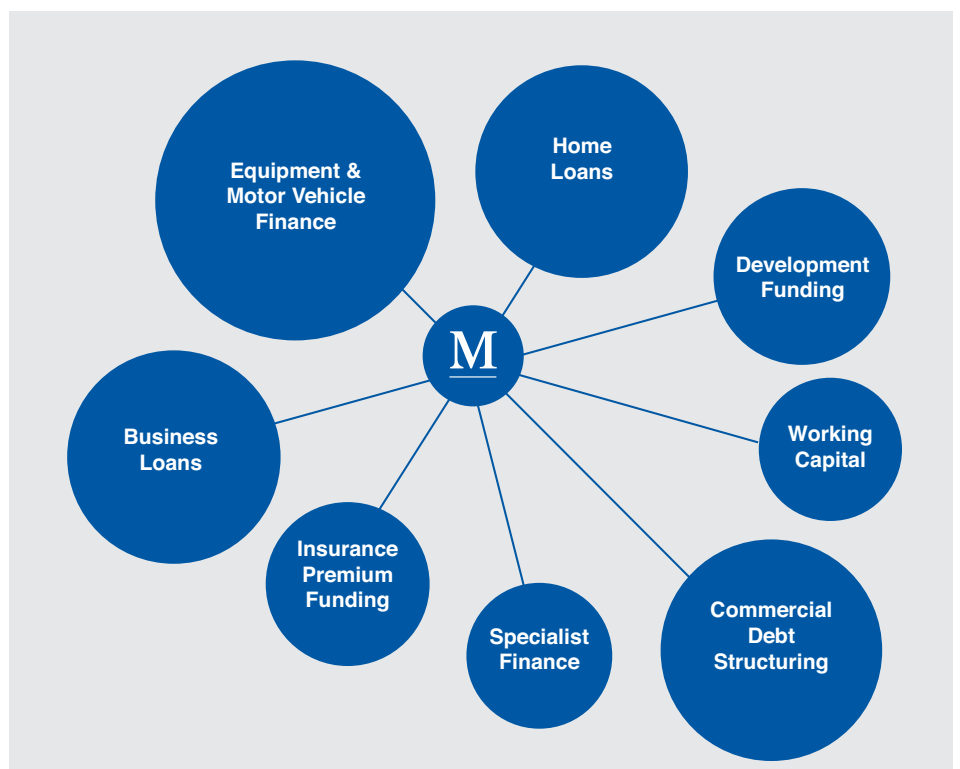 Equipment &
Motor Vehicle
Finance
Home
Loans
Development
Funding
M
Working
Capital
Business
Loans
Insurance
Premium
Funding
Specialist
Finance
Commercial
Debt
Structuring